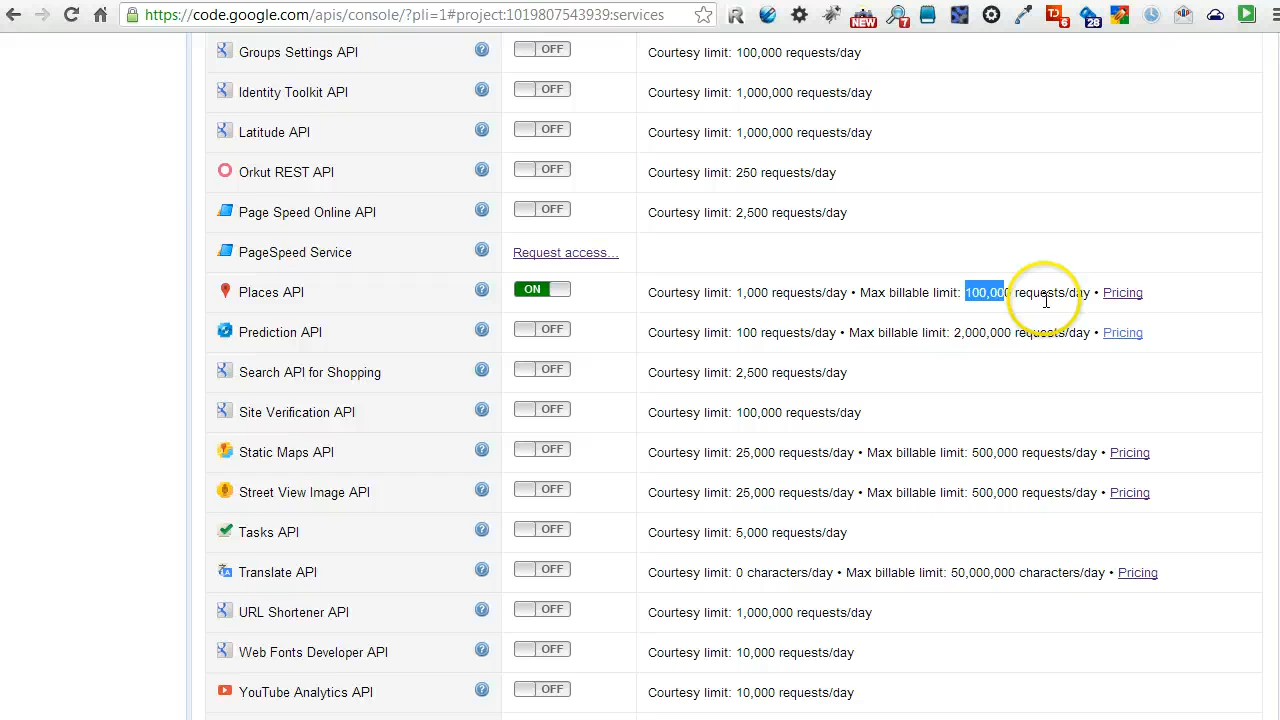 https://code.google.com/apis/console/?pli=1#project:1019807543939:services
NEW 7 6 28
Groups Settings API OFF Courtesy limit: 100,000 requests/day
Identity Toolkit API OFF Courtesy limit: 1,000,000 requests/day
Latitude API OFF Courtesy limit: 1,000,000 requests/day
Orkut REST API OFF Courtesy limit: 250 requests/day
Page Speed Online API OFF Courtesy limit: 2,500 requests/day
PageSpeed Service Request access...
Places API ON Courtesy limit: 1,000 requests/day • Max billable limit: 100,000 requests/day • Pricing
Prediction API OFF Courtesy limit: 100 requests/day • Max billable limit: 2,000,000 requests/day • Pricing
Search API for Shopping OFF Courtesy limit: 2,500 requests/day
Site Verification API OFF Courtesy limit: 100,000 requests/day
Static Maps API OFF Courtesy limit: 25,000 requests/day • Max billable limit: 500,000 requests/day • Pricing
Street View Image API OFF Courtesy limit: 25,000 requests/day • Max billable limit: 500,000 requests/day • Pricing
Tasks API OFF Courtesy limit: 5,000 requests/day
Translate API OFF Courtesy limit: 0 characters/day • Max billable limit: 50,000,000 characters/day • Pricing
URL Shortener API OFF Courtesy limit: 1,000,000 requests/day
Web Fonts Developer API OFF Courtesy limit: 10,000 requests/day
YouTube Analytics API OFF Courtesy limit: 10,000 requests/day